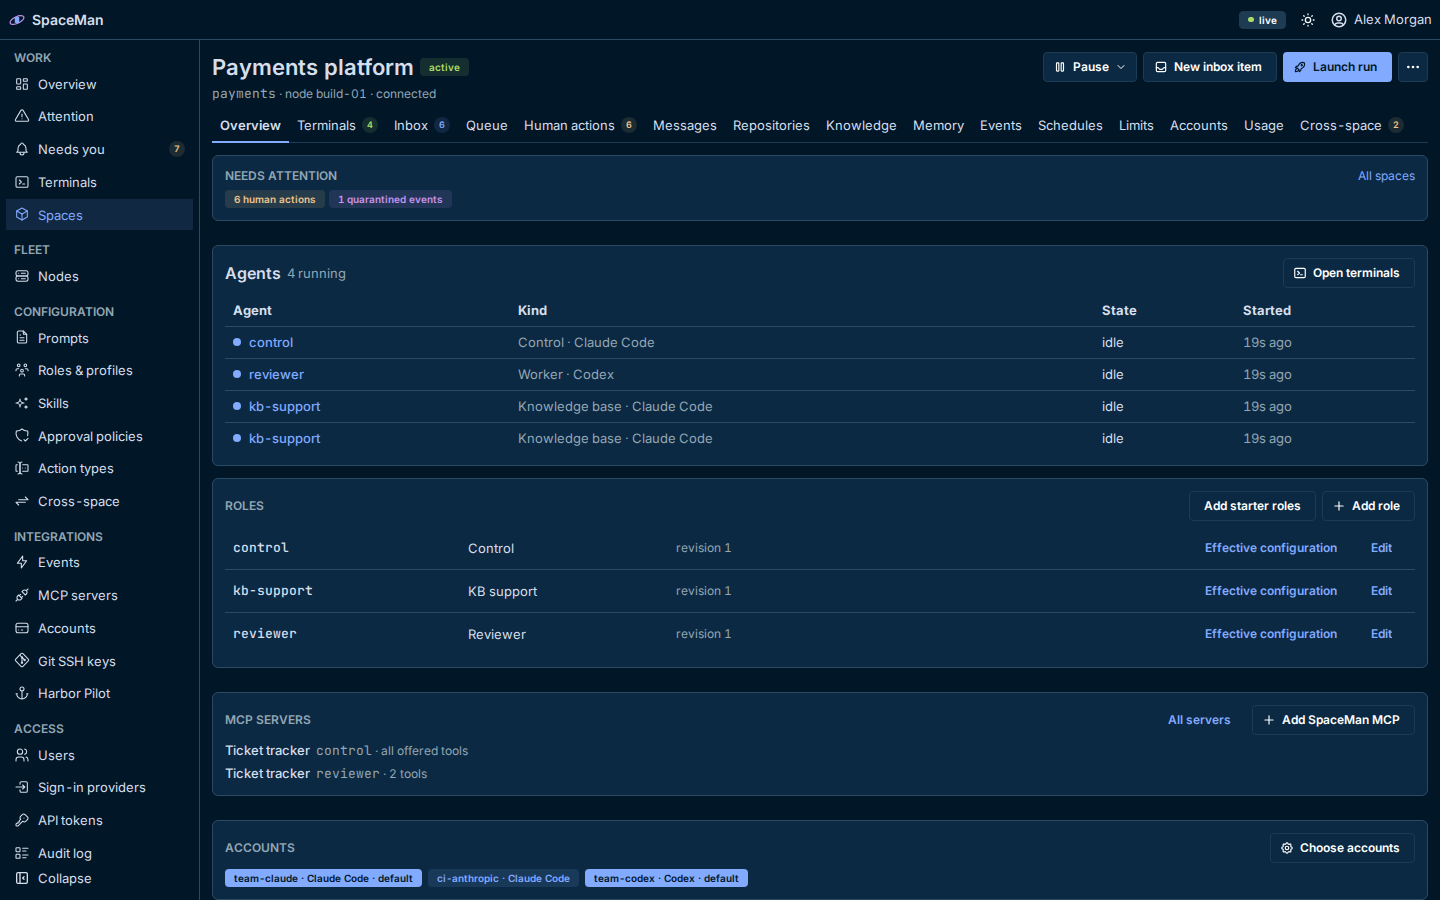 SpaceMan
live
Alex Morgan
WORK
Overview
Attention
Needs you 7
Terminals
Spaces
FLEET
Nodes
CONFIGURATION
Prompts
Roles & profiles
Skills
Approval policies
Action types
Cross-space
INTEGRATIONS
Events
MCP servers
Accounts
Git SSH keys
Harbor Pilot
ACCESS
Users
Sign-in providers
API tokens
Audit log
Collapse
Payments platform active
Pause
New inbox item
Launch run
payments · node build-01 · connected
Overview Terminals 4 Inbox 6 Queue Human actions 6 Messages Repositories Knowledge Memory Events Schedules Limits Accounts Usage Cross-space 2
NEEDS ATTENTION All spaces
6 human actions 1 quarantined events
Agents 4 running Open terminals
Agent Kind State Started
control Control · Claude Code idle 19s ago
reviewer Worker · Codex idle 19s ago
kb-support Knowledge base · Claude Code idle 19s ago
kb-support Knowledge base · Claude Code idle 19s ago
ROLES Add starter roles Add role
control Control revision 1 Effective configuration Edit
kb-support KB support revision 1 Effective configuration Edit
reviewer Reviewer revision 1 Effective configuration Edit
MCP SERVERS All servers Add SpaceMan MCP
Ticket tracker control · all offered tools
Ticket tracker reviewer · 2 tools
ACCOUNTS Choose accounts
team-claude · Claude Code · default ci-anthropic · Claude Code team-codex · Codex · default